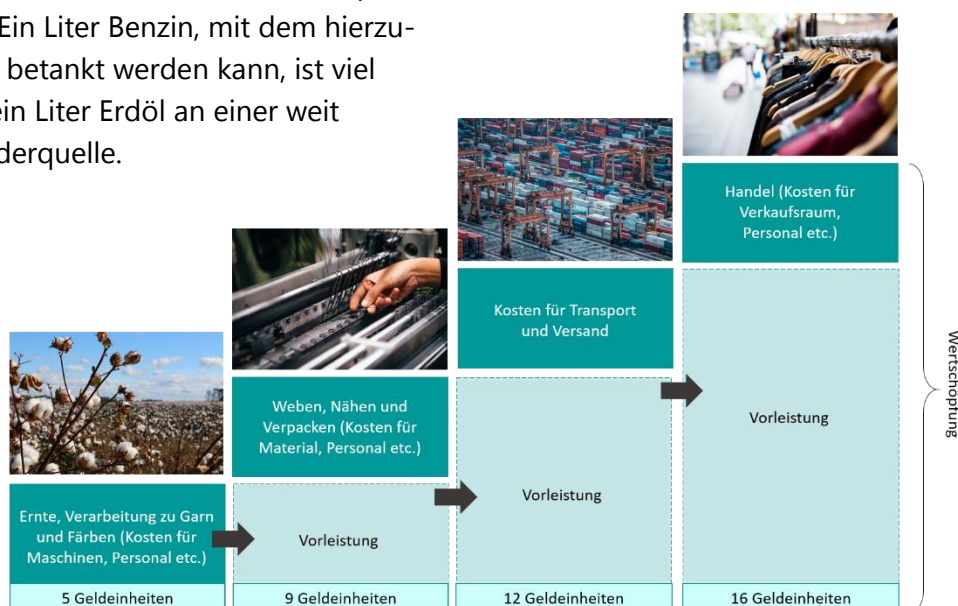 Ein Liter Benzin, mit dem hierzu-
betankt werden kann, ist viel
ein Liter Erdöl an einer weit
derquelle.
Handel (Kosten für
Verkaufsraum,
Personal etc.)
Kosten für Transport
und Versand
Weben, Nähen und
Verpacken (Kosten für
Material, Personal etc.)
Ernte, Verarbeitung zu Garn
und Färben (Kosten für
Maschinen, Personal etc.)
Vorleistung
Vorleistung
Vorleistung
Wertschöpfung
5 Geldeinheiten
9 Geldeinheiten
12 Geldeinheiten
16 Geldeinheiten